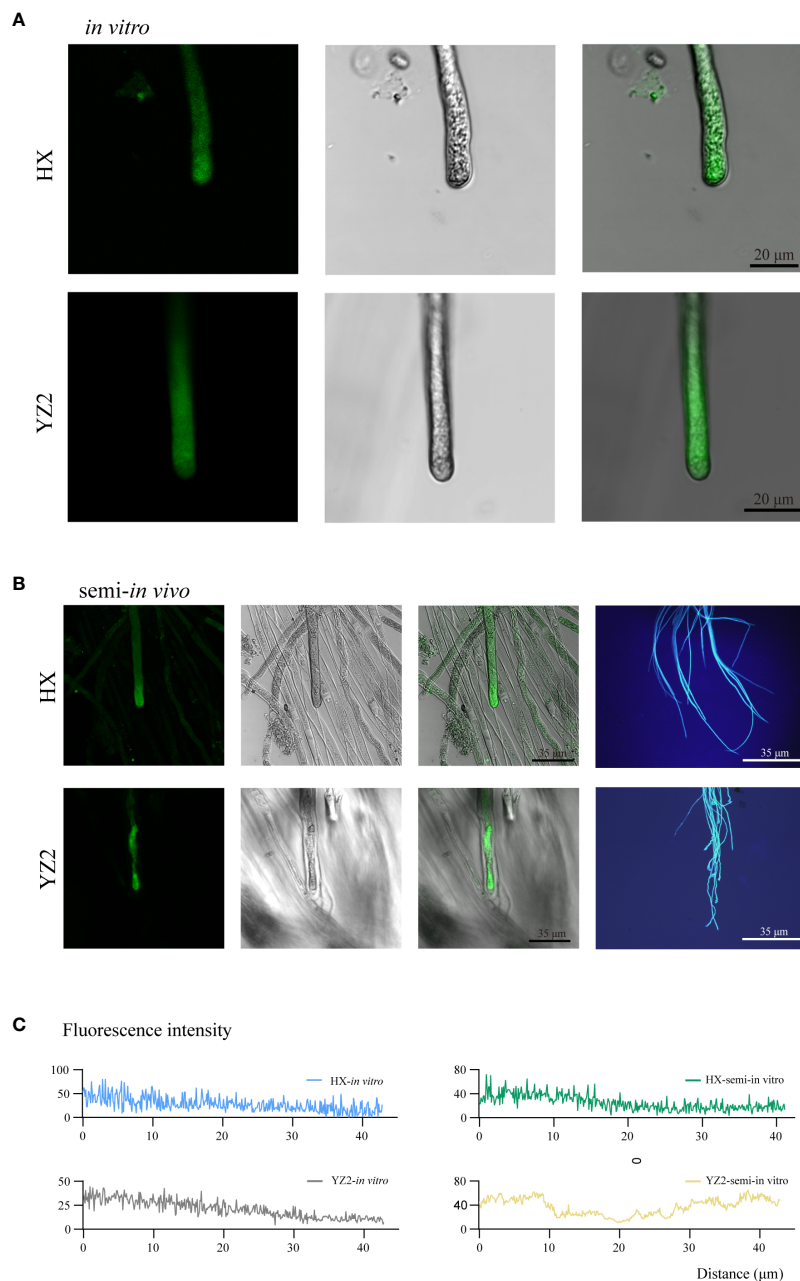 A
in vitro
HX
20 μm
YZ2
20 μm
B
semi-in vivo
HX
35 μm
35 μm
YZ2
35 μm
35 μm
C
Fluorescence intensity
100
50
0
HX-in vitro
0 10 20 30 40
80
40
0
HX-semi-in vitro
0 10 20 30 40
0
50
25
0
YZ2-in vitro
0 10 20 30 40
80
40
0
YZ2-semi-in vitro
0 10 20 30 40
Distance (μm)